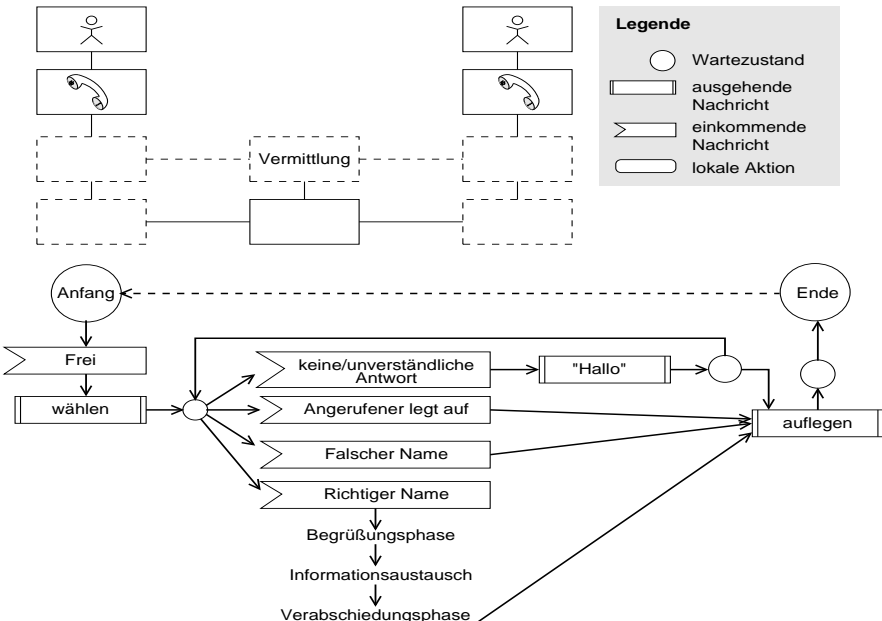 Legende
Wartezustand
ausgehende
Nachricht
einkommende
Nachricht
lokale Aktion
Vermittlung
Anfang
Ende
Frei
keine/unverständliche
Antwort
"Hallo"
wählen
Angerufener legt auf
auflegen
Falscher Name
Richtiger Name
Begrüßungsphase
Informationsaustausch
Verabschiedungsphase